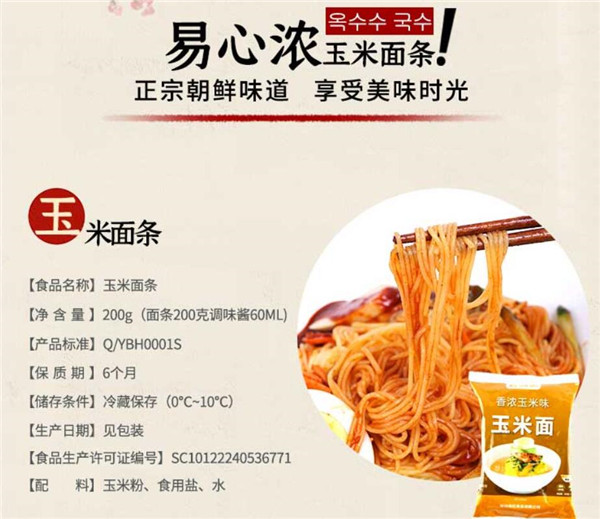 옥수수 국수
易心浓玉米面条!
正宗朝鲜味道 享受美味时光
玉米面条
【食品名称】玉米面条
【净 含 量】200g（面条200克调味酱60ML)
【产品标准】Q/YBH0001S
【保 质 期】6个月
【储存条件】冷藏保存（0℃~10℃）
【生产日期】见包装
【食品生产许可证编号】SC10122240536771
【配 料】玉米粉、食用盐、水
香浓玉米味
玉米面